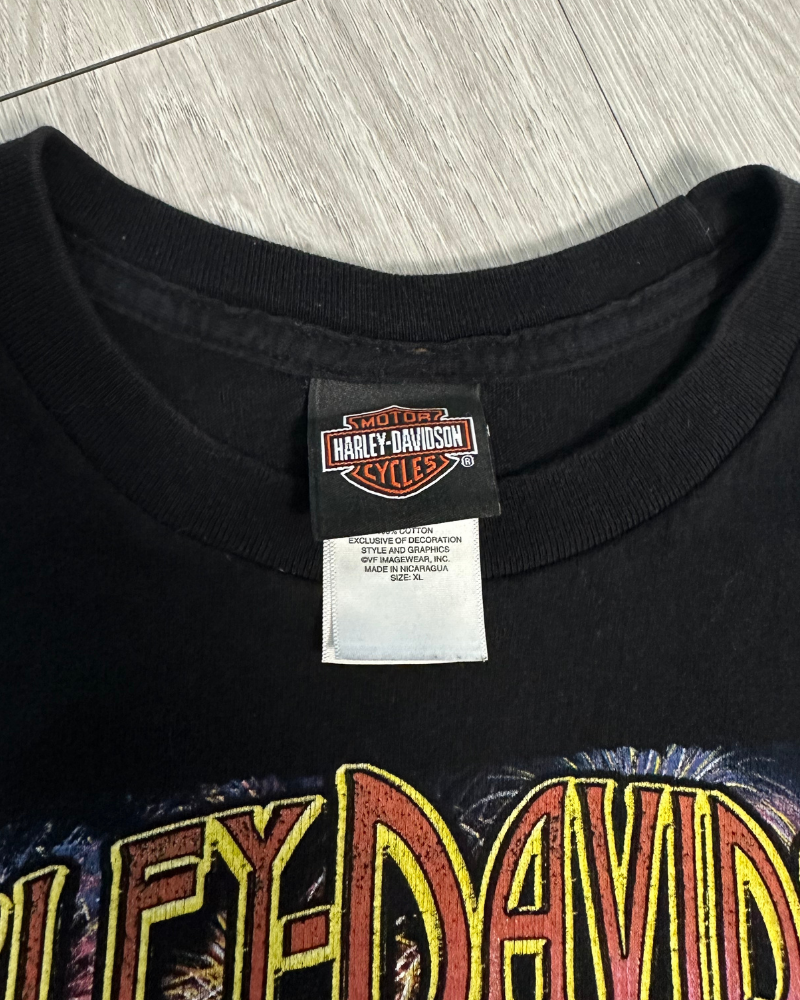 MOTOR
HARLEY-DAVIDSON
CYCLES
®
COTTON
EXCLUSIVE OF DECORATION
STYLE AND GRAPHICS
©VF IMAGEWEAR, INC.
MADE IN NICARAGUA
SIZE: XL
LEY-DAVID